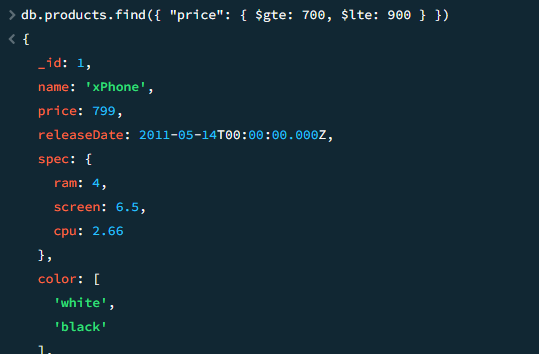 > db.products.find({ "price": { $gte: 700, $lte: 900 } })
< {
_id: 1,
name: 'xPhone',
price: 799,
releaseDate: 2011-05-14T00:00:00.000Z,
spec: {
ram: 4,
screen: 6.5,
cpu: 2.66
},
color: [
'white',
'black'
],